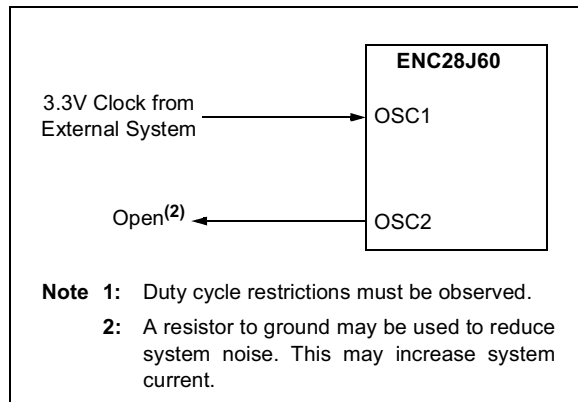 ENC28J60
3.3V Clock from
External System
OSC1
Open(2)
OSC2
Note 1: Duty cycle restrictions must be observed.
2: A resistor to ground may be used to reduce
system noise. This may increase system
current.